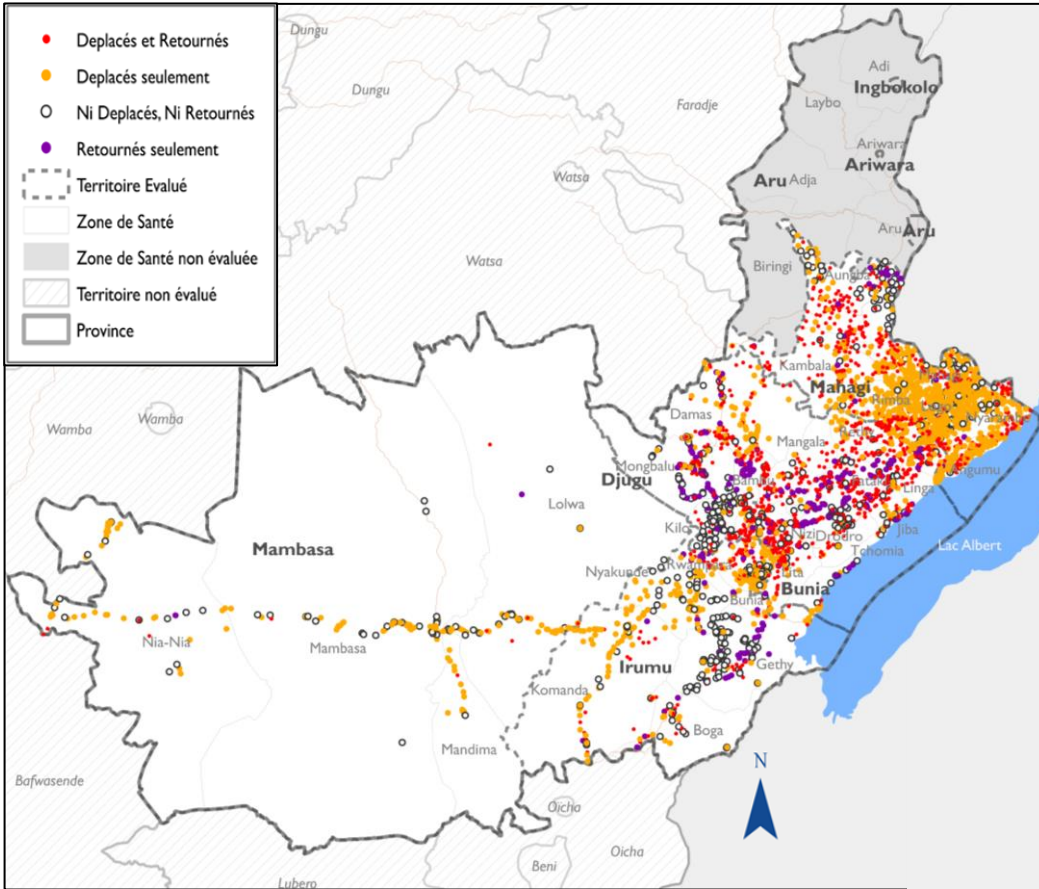 Deplacés et Retournés
Deplacés seulement
Ni Deplacés, Ni Retournés
Retournés seulement
Territoire Evalué
Zone de Santé
Zone de Santé non évaluée
Territoire non évalué
Province
Dungu
Dungu
Faradje
Watsa
Watsa
Adi
Ingbokolo
Laybo
Ariwara
Ariwara
Aru Adja
Aru Aru
Biringi
Aungba
Kambala
Mahagi
Rimba
Nyarambe
Wamba
Wamba
Damas
Mangala
Mongbalu
Djugu
Bambu
Linga
Lolwa
Kilo
Nizi Drodro
Jiba
Tchomia
Lac Albert
Mambasa
Nyakunde
Rwampara
Lita
Bunia
Bunia
Nia-Nia
Mambasa
Irumu
Gethy
Komanda
Boga
Mandima
N
Bafwasende
Oicha
Oicha
Beni
Lubero